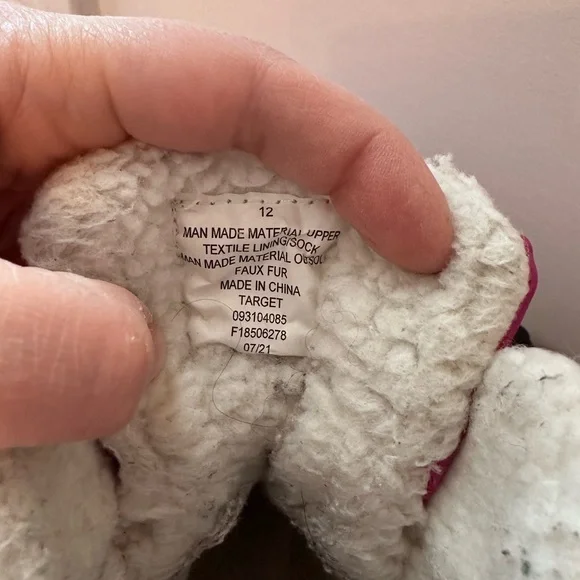 12
MAN MADE MATERIAL UPPER
TEXTILE LINING/SOCK
MAN MADE MATERIAL OUTSOLE
FAUX FUR
MADE IN CHINA
TARGET
093104085
F18506278
07/21